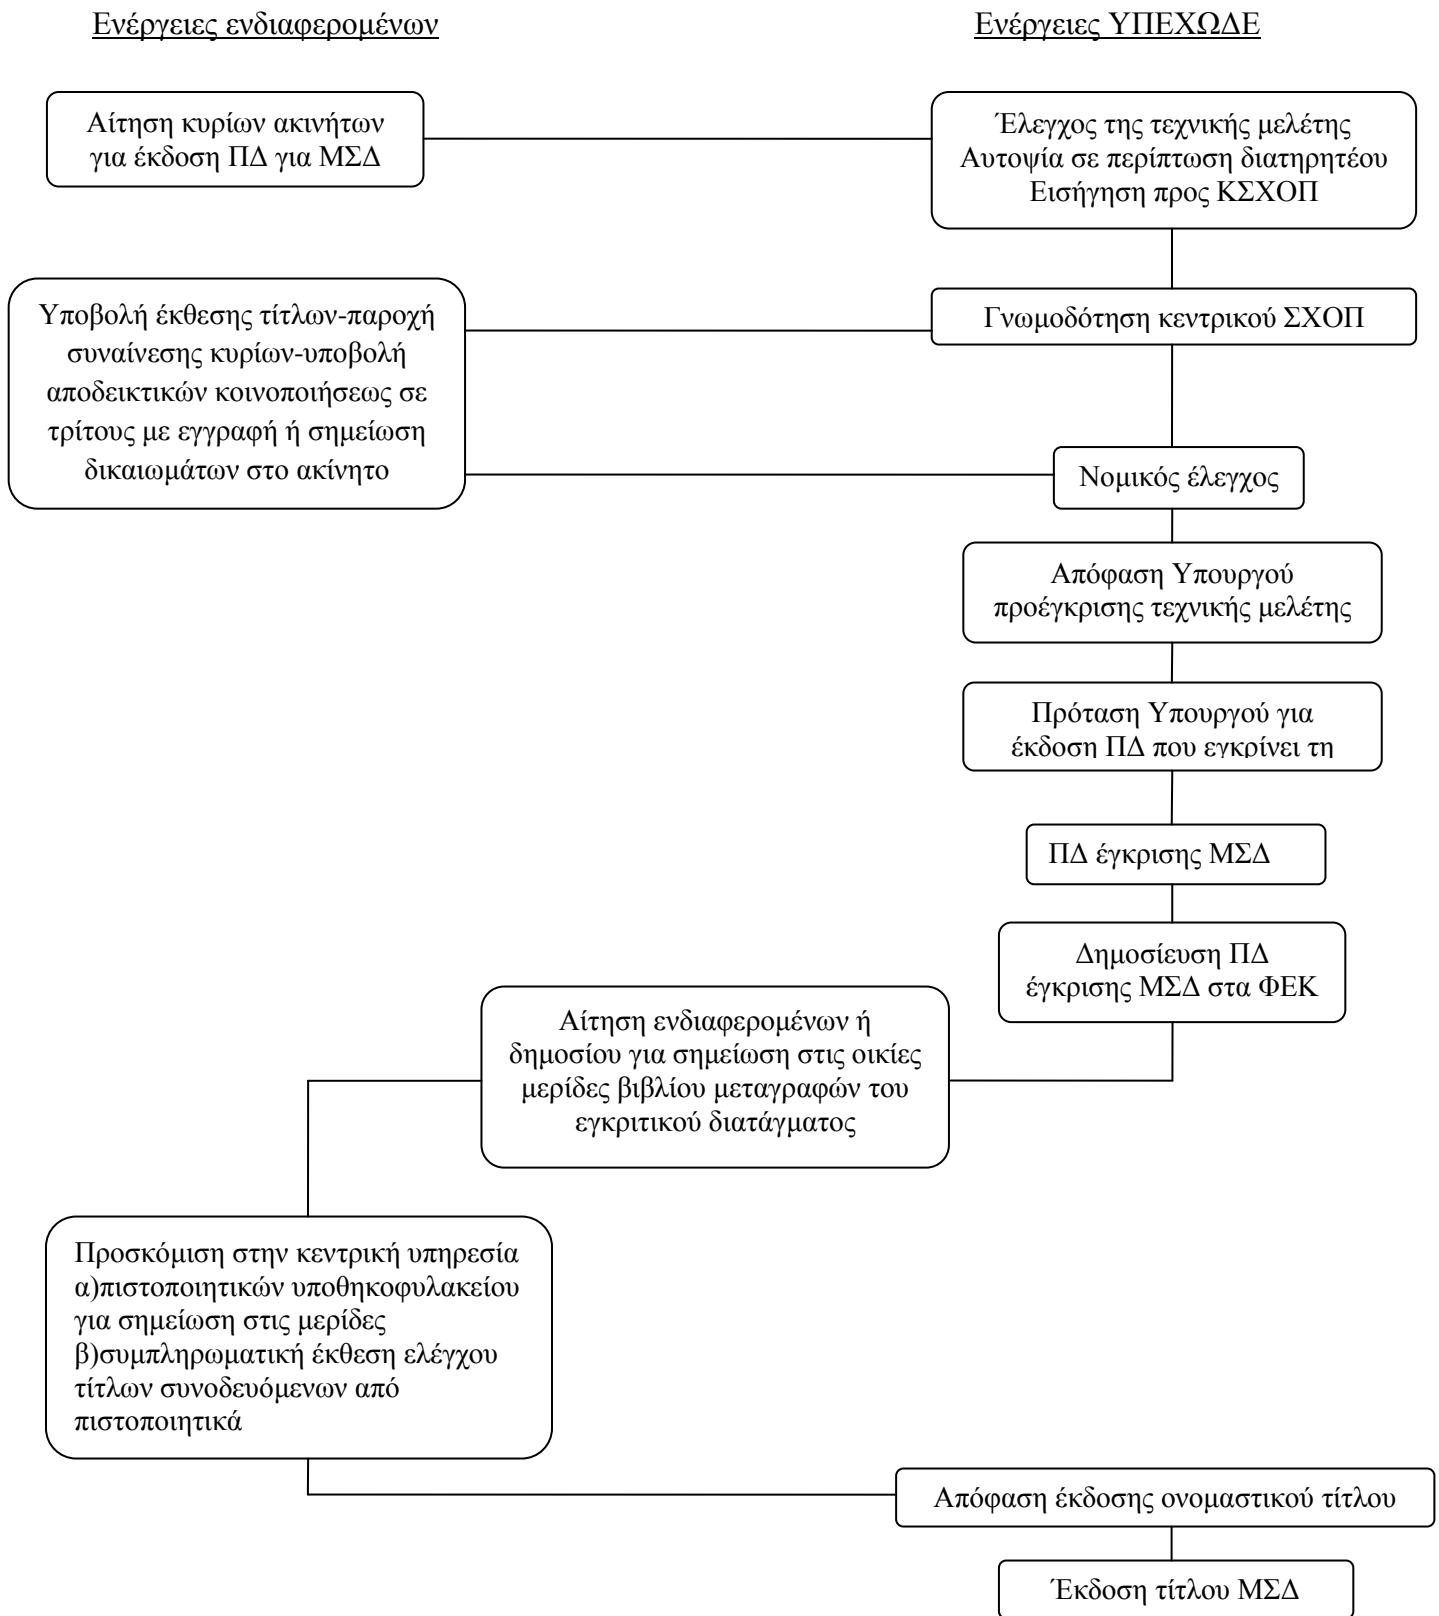 Ενέργειες ενδιαφερομένων
Ενέργειες ΥΠΕΧΩΔΕ
Αίτηση κυρίων ακινήτων
για έκδοση ΠΔ για ΜΣΔ
Έλεγχος της τεχνικής μελέτης
Αυτοψία σε περίπτωση διατηρητέου
Εισήγηση προς ΚΣΧΟΠ
Υποβολή έκθεσης τίτλων-παροχή
συναίνεσης κυρίων-υποβολή
αποδεικτικών κοινοποιήσεως σε
τρίτους με εγγραφή ή σημείωση
δικαιωμάτων στο ακίνητο
Γνωμοδότηση κεντρικού ΣΧΟΠ
Νομικός έλεγχος
Απόφαση Υπουργού
προέγκρισης τεχνικής μελέτης
Πρόταση Υπουργού για
έκδοση ΠΔ που εγκρίνει τη
ΠΔ έγκρισης ΜΣΔ
Δημοσίευση ΠΔ
έγκρισης ΜΣΔ στα ΦΕΚ
Αίτηση ενδιαφερομένων ή
δημοσίου για σημείωση στις οικίες
μερίδες βιβλίου μεταγραφών του
εγκριτικού διατάγματος
Προσκόμιση στην κεντρική υπηρεσία
α)πιστοποιητικών υποθηκοφυλακείου
για σημείωση στις μερίδες
β)συμπληρωματική έκθεση ελέγχου
τίτλων συνοδευόμενων από
πιστοποιητικά
Απόφαση έκδοσης ονομαστικού τίτλου
Έκδοση τίτλου ΜΣΔ